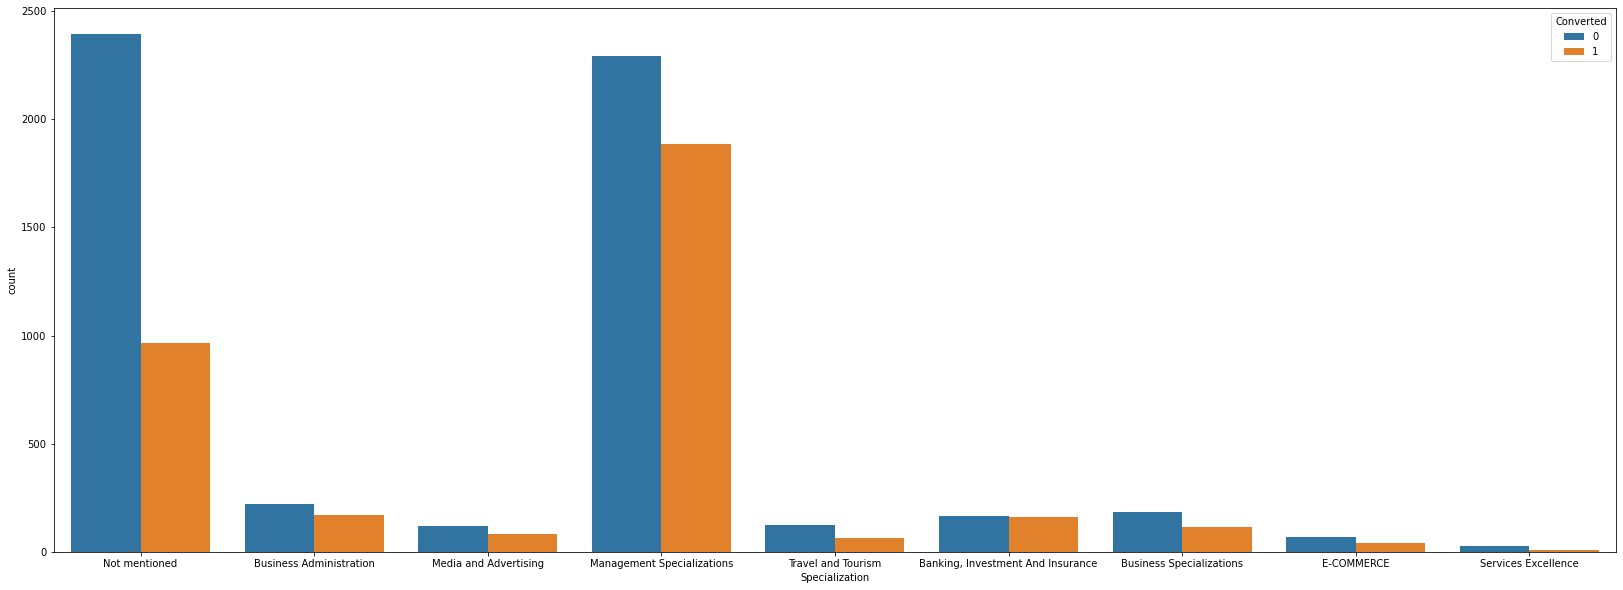 2500
2000
1500
1000
500
0
count
Converted
0
1
Not mentioned
Business Administration
Media and Advertising
Management Specializations
Travel and Tourism
Banking, Investment And Insurance
Business Specializations
E-COMMERCE
Services Excellence
Specialization